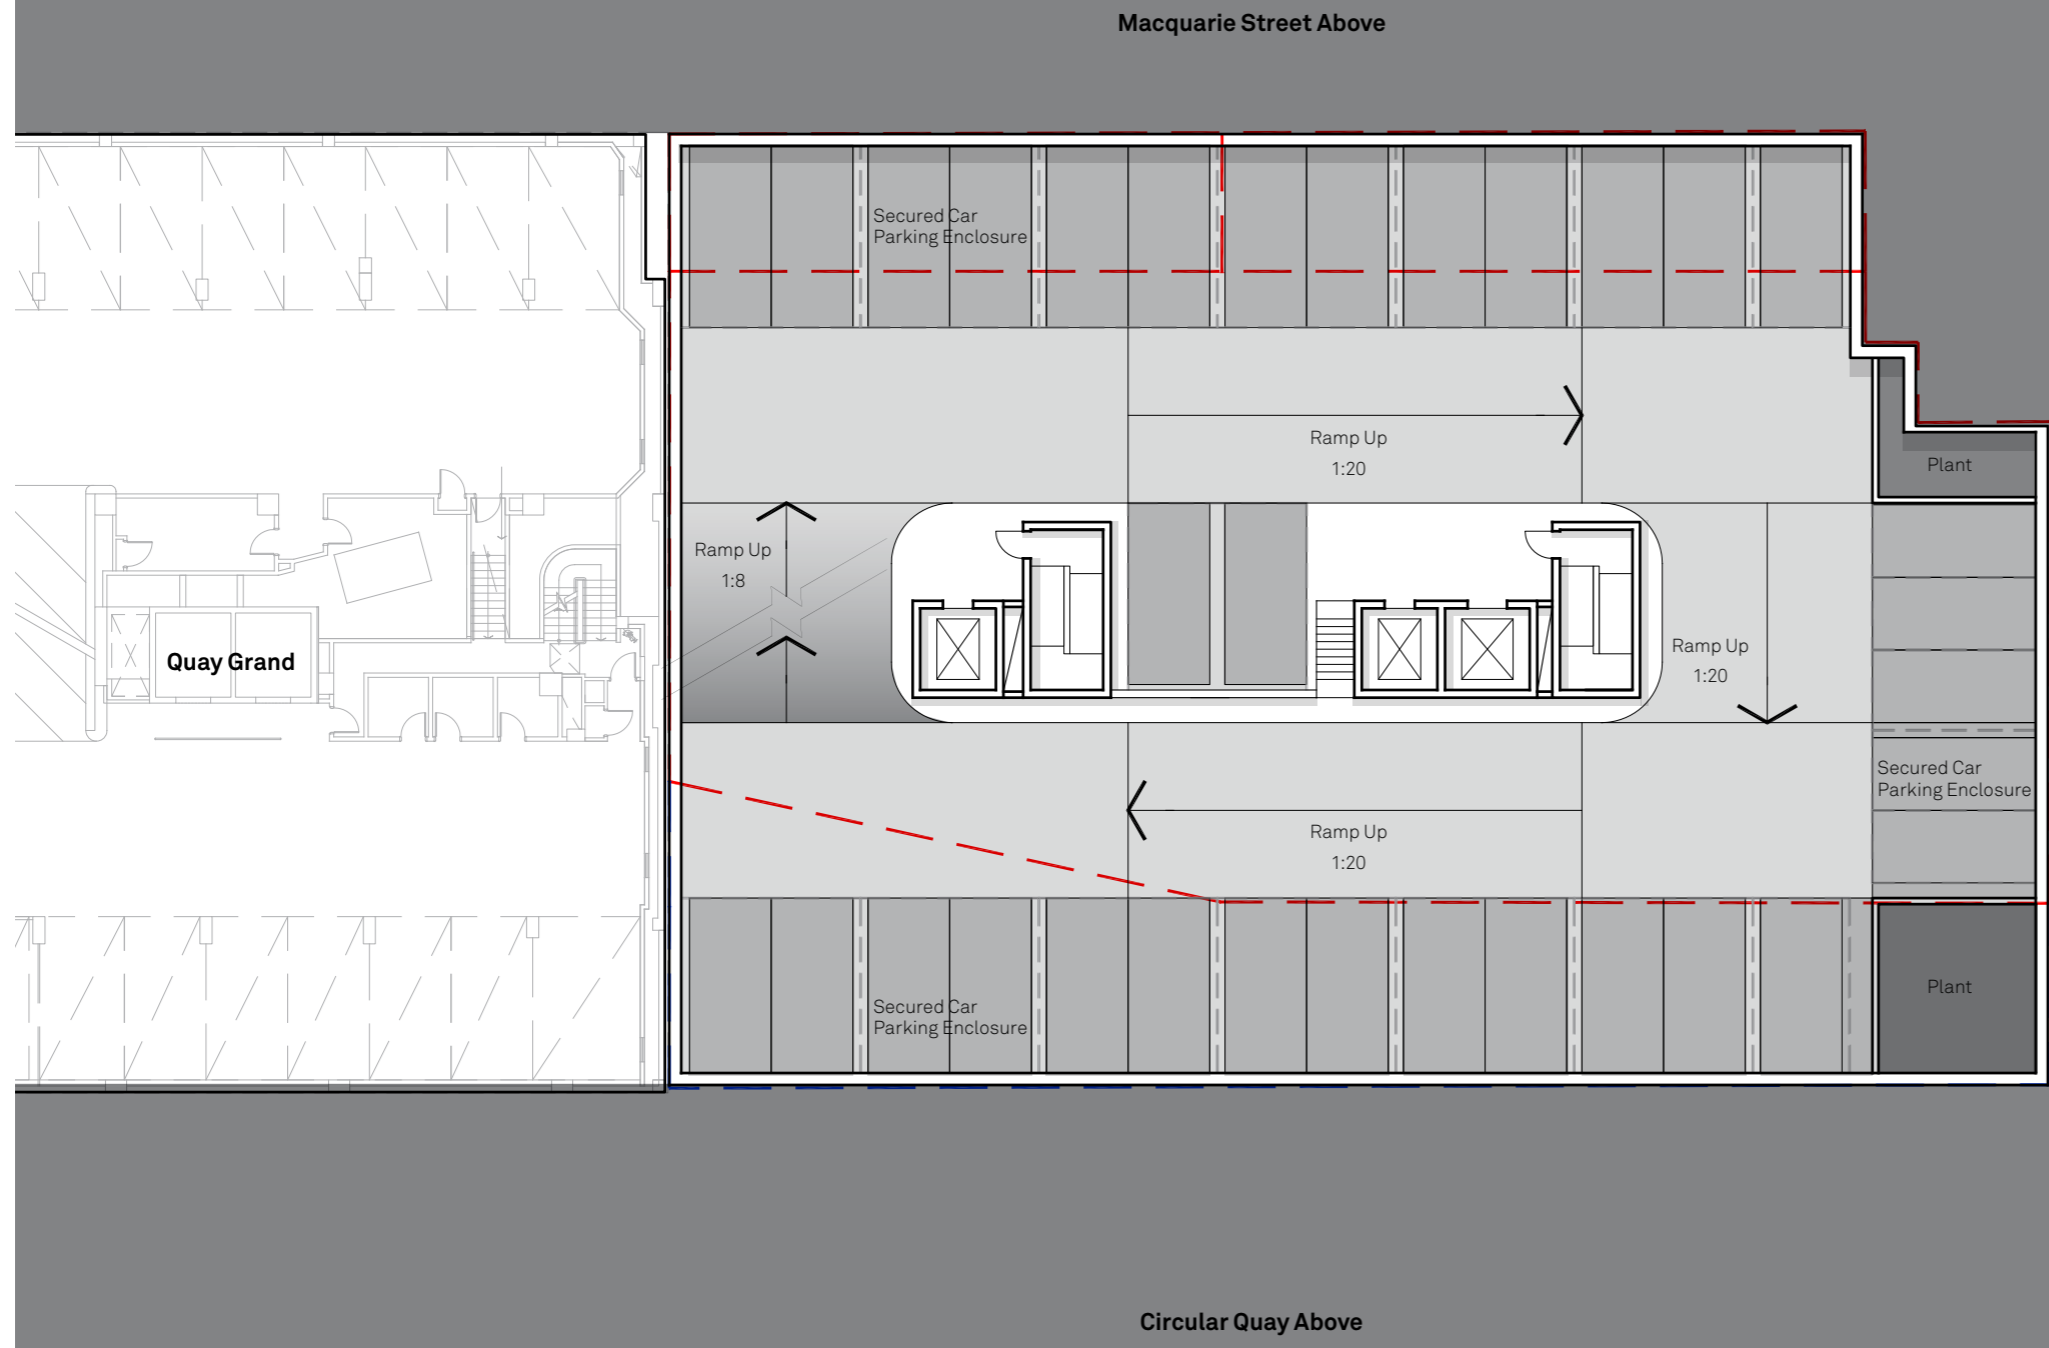 Macquarie Street Above
Secured Car
Parking Enclosure
Ramp Up
1:20
Plant
Ramp Up
1:8
Quay Grand
Ramp Up
1:20
Secured Car
Parking Enclosure
Ramp Up
1:20
Secured Car
Parking Enclosure
Plant
Circular Quay Above